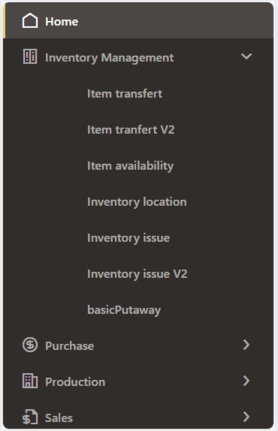 Home
Inventory Management
Item transfert
Item tranfert V2
Item availability
Inventory location
Inventory issue
Inventory issue V2
basicPutaway
Purchase
Production
Sales